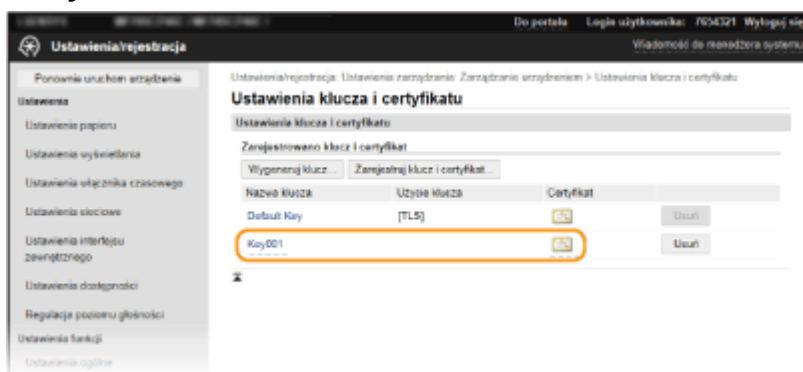 Do portalu Login użytkownika: 7654321 Wyloguj się
Ustawienia/rejestracja
Wiadomość do menedżera systemu
Ponownie uruchom urządzenie
Ustawienia/rejestracja: Ustawienia zarządzania: Zarządzanie urządzeniem > Ustawienia klucza i certyfikatu
Ustawienia
Ustawienia klucza i certyfikatu
Ustawienia papieru
Ustawienia klucza i certyfikatu
Ustawienia wyświetlania
Zarejestrowano klucz i certyfikat
Wygeneruj klucz... Zarejestruj klucz i certyfikat...
Ustawienia włącznika czasowego
Nazwa klucza Użycie klucza Certyfikat
Ustawienia sieciowe
Default Key [TLS] Usuń
Ustawienia interfejsu
zewnętrznego
Key001 Usuń
Ustawienia dostępności
Regulacja poziomu głośności
Ustawienia funkcji
Ustawienia ogólne